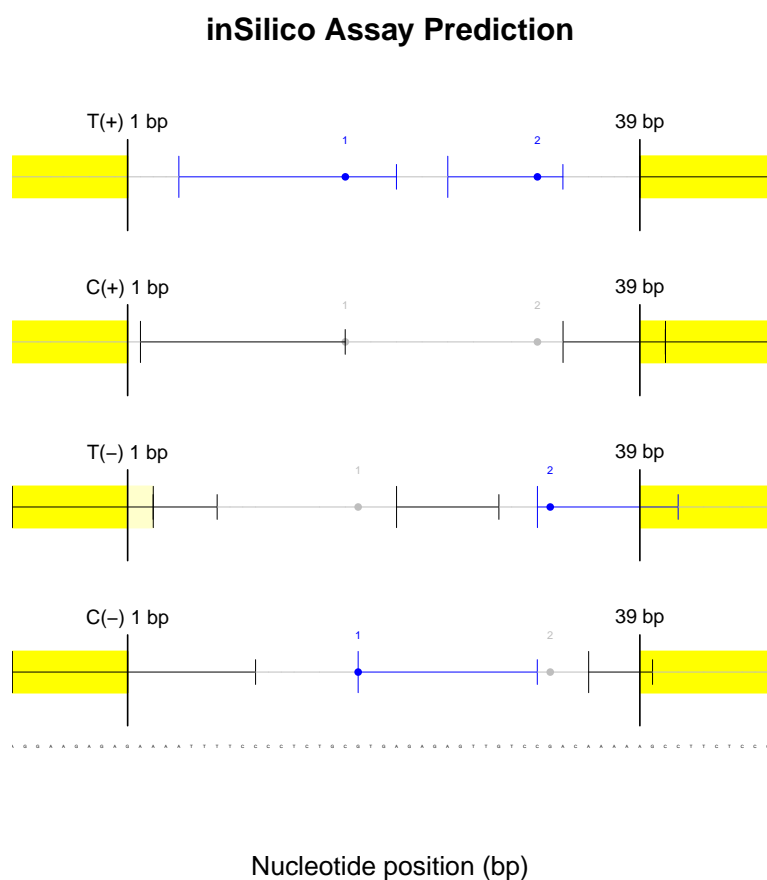 inSilico Assay Prediction
T(+) 1 bp 39 bp
1 2
C(+) 1 bp 39 bp
1 2
T(−) 1 bp 39 bp
1 2
C(−) 1 bp 39 bp
1 2
G G A A G A G A G A A A A T T T T C C C C T C T G C G T G A G A G A G T T G T C C G A C A A A A A G C C T T C T C C
Nucleotide position (bp)